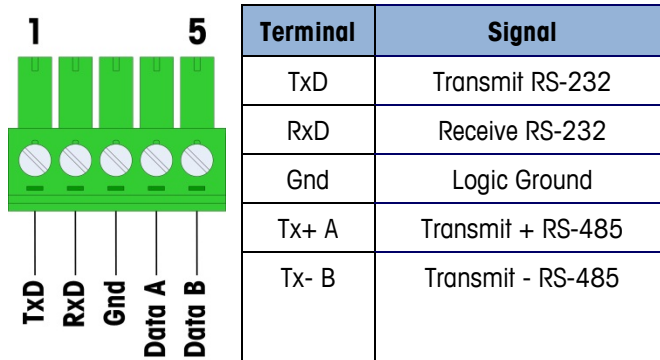 1 5
TxD
RxD
Gnd
Data A
Data B
Terminal Signal
TxD Transmit RS-232
RxD Receive RS-232
Gnd Logic Ground
Tx+ A Transmit + RS-485
Tx- B Transmit - RS-485